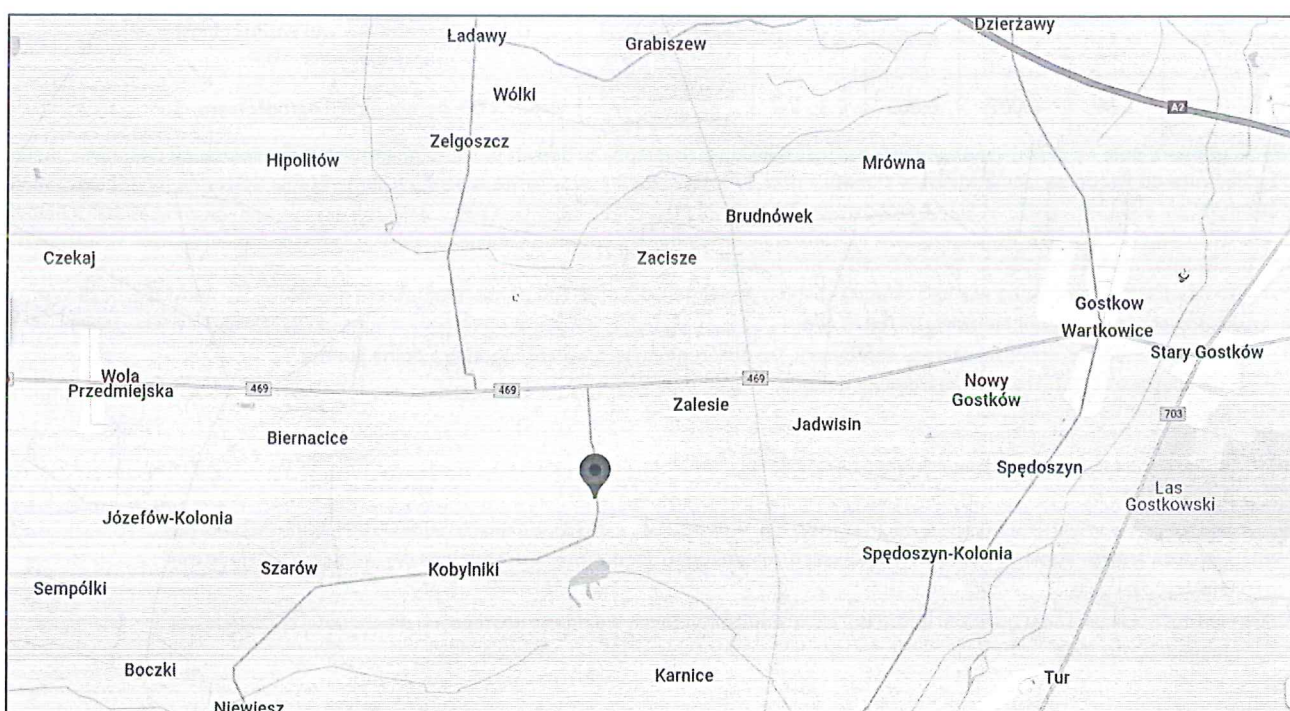 Dzierżawy
Ładawy
Grabiszew
Wólki
A2
Zelgoszcz
Hipolitów
Mrówna
Brudnówek
Czekaj
Zacisze
Gostkow
Wartkowice
Stary Gostków
Wola
Przedmiejska
469
469
469
Nowy
Gostków
Zalesie
703
Jadwisin
Biernacice
Spędoszyn
Las
Gostkowski
Józefów-Kolonia
Spędoszyn-Kolonia
Szarów
Kobylniki
Sempółki
Boczki
Karnice
Tur
Niewiesz